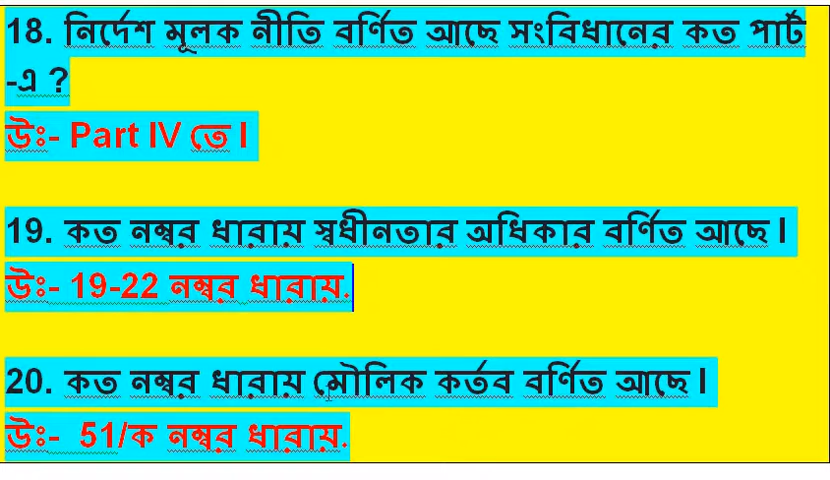 18. নির্দেশ মূলক নীতি বর্ণিত আছে সংবিধানের কত পার্ট
-এ ?
উঃ- Part IV তে I
19. কত নম্বর ধারায় স্বধীনতার অধিকার বর্ণিত আছে I
উঃ- 19-22 নম্বর ধারায়.
20. কত নম্বর ধারায় মৌলিক কর্তব বর্ণিত আছে I
উঃ- 51/ক নম্বর ধারায়.